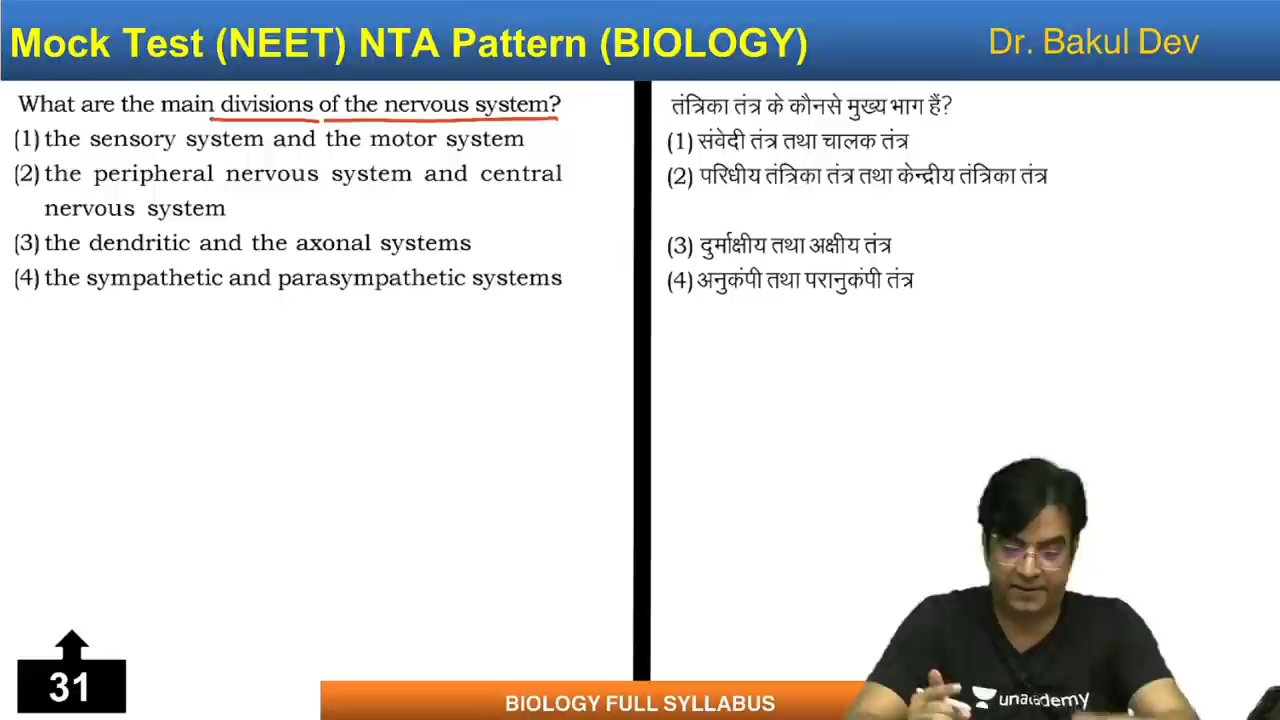 Mock Test (NEET) NTA Pattern (BIOLOGY)
Dr. Bakul Dev
What are the main divisions of the nervous system?
(1) the sensory system and the motor system
(2) the peripheral nervous system and central
nervous system
(3) the dendritic and the axonal systems
(4) the sympathetic and parasympathetic systems
तंत्रिका तंत्र के कौनसे मुख्य भाग हैं?
(1) संवेदी तंत्र तथा चालक तंत्र
(2) परिधीय तंत्रिका तंत्र तथा केन्द्रीय तंत्रिका तंत्र
(3) दुर्माक्षीय तथा अक्षीय तंत्र
(4) अनुकंपी तथा परानुकंपी तंत्र
31
BIOLOGY FULL SYLLABUS
unacademy